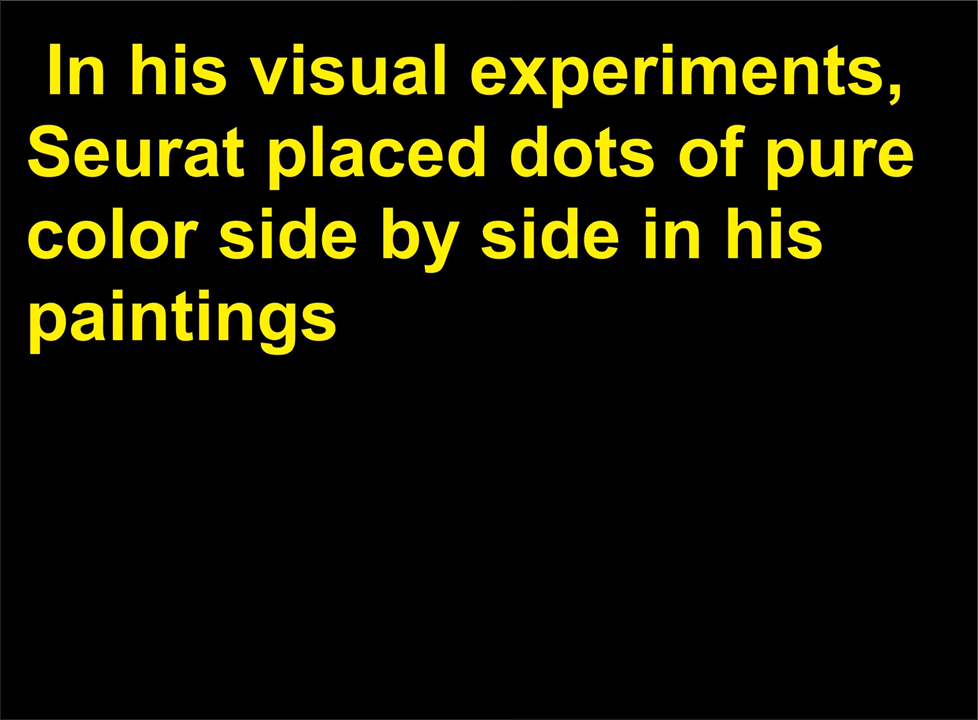 In his visual experiments,
Seurat placed dots of pure
color side by side in his
paintings